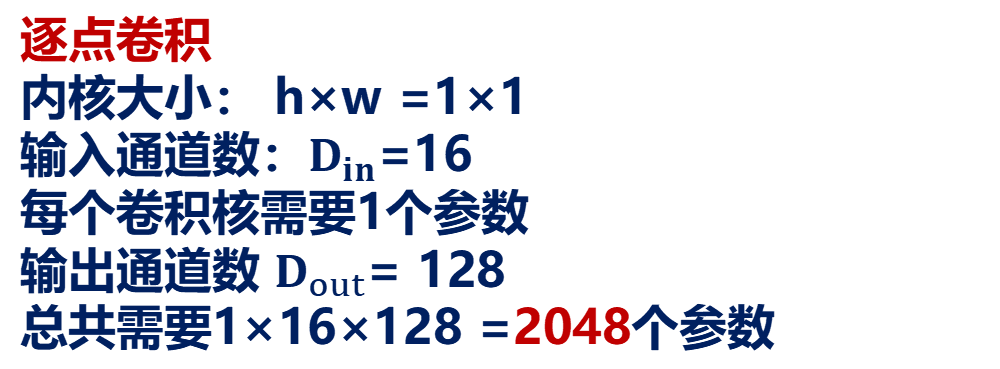 逐点卷积
内核大小： h×w =1×1
输入通道数：D_in=16
每个卷积核需要1个参数
输出通道数 D_out= 128
总共需要1×16×128 =2048个参数